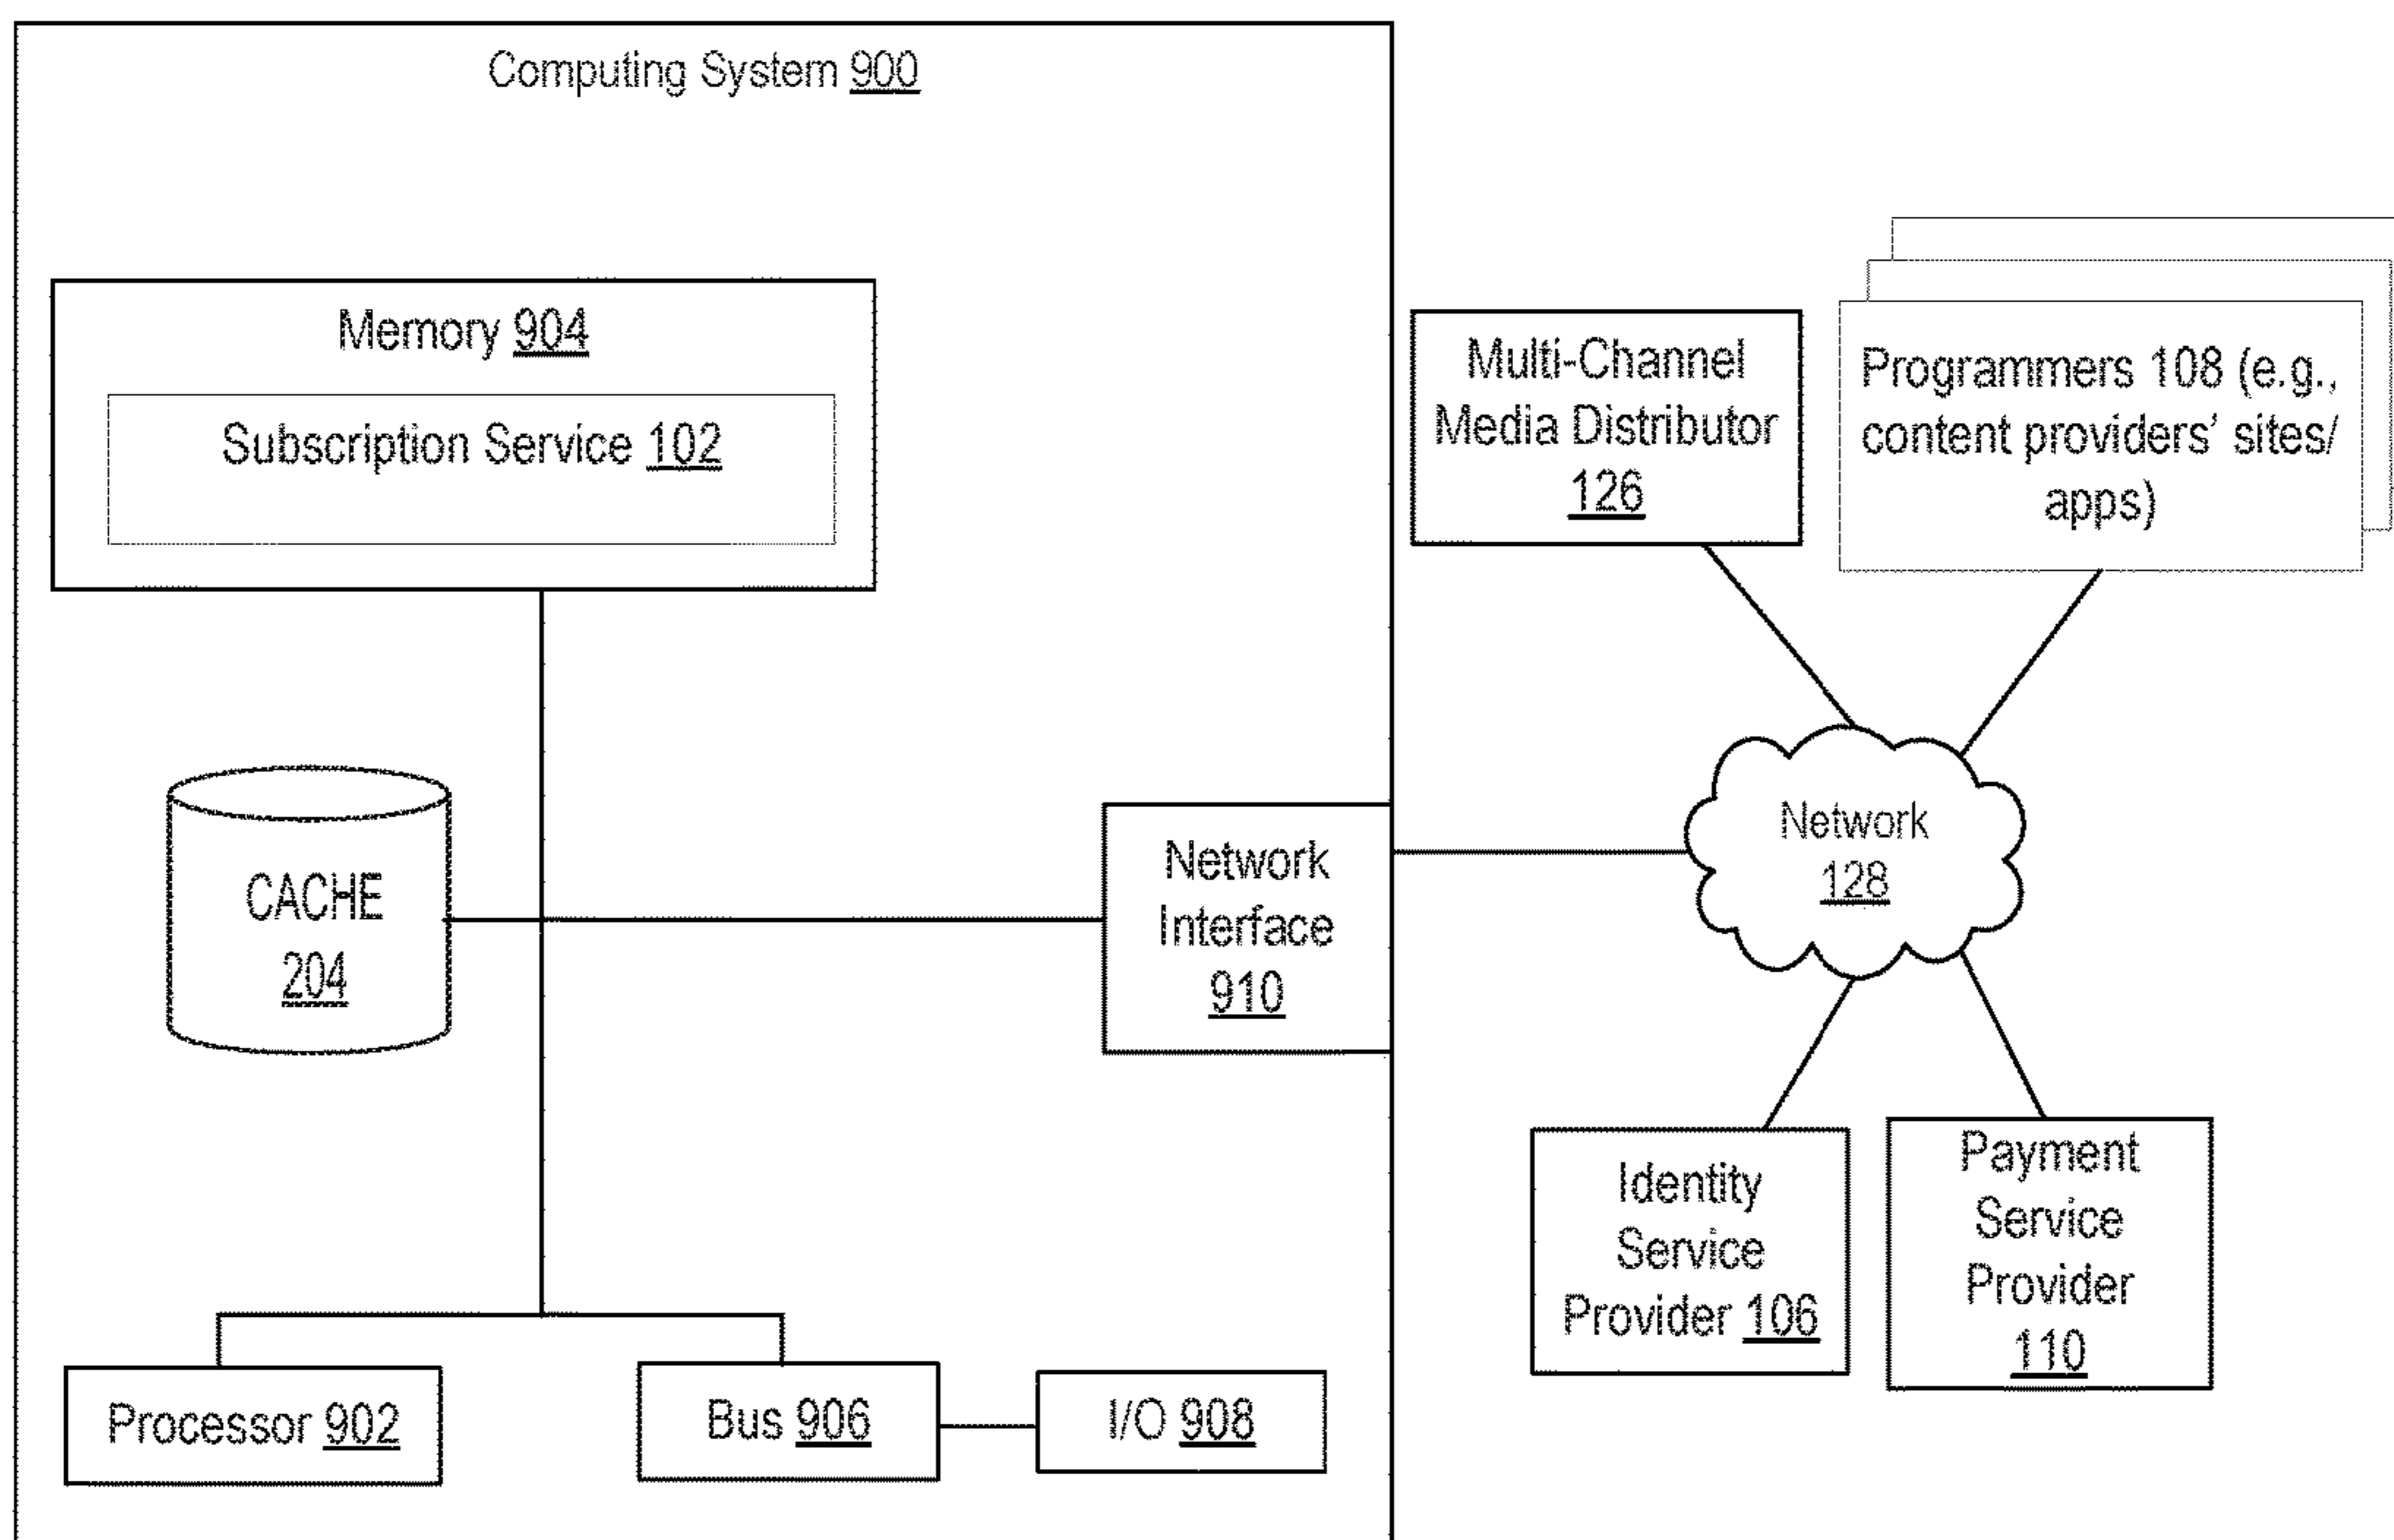 Computing System 900
Memory 904
Subscription Service 102
CACHE
204
Network
Interface
910
Processor 902
Bus 906
I/O 908
Multi-Channel
Media Distributor
126
Programmers 108 (e.g.,
content providers' sites/
apps)
Network
128
Identity
Service
Provider 106
Payment
Service
Provider
110